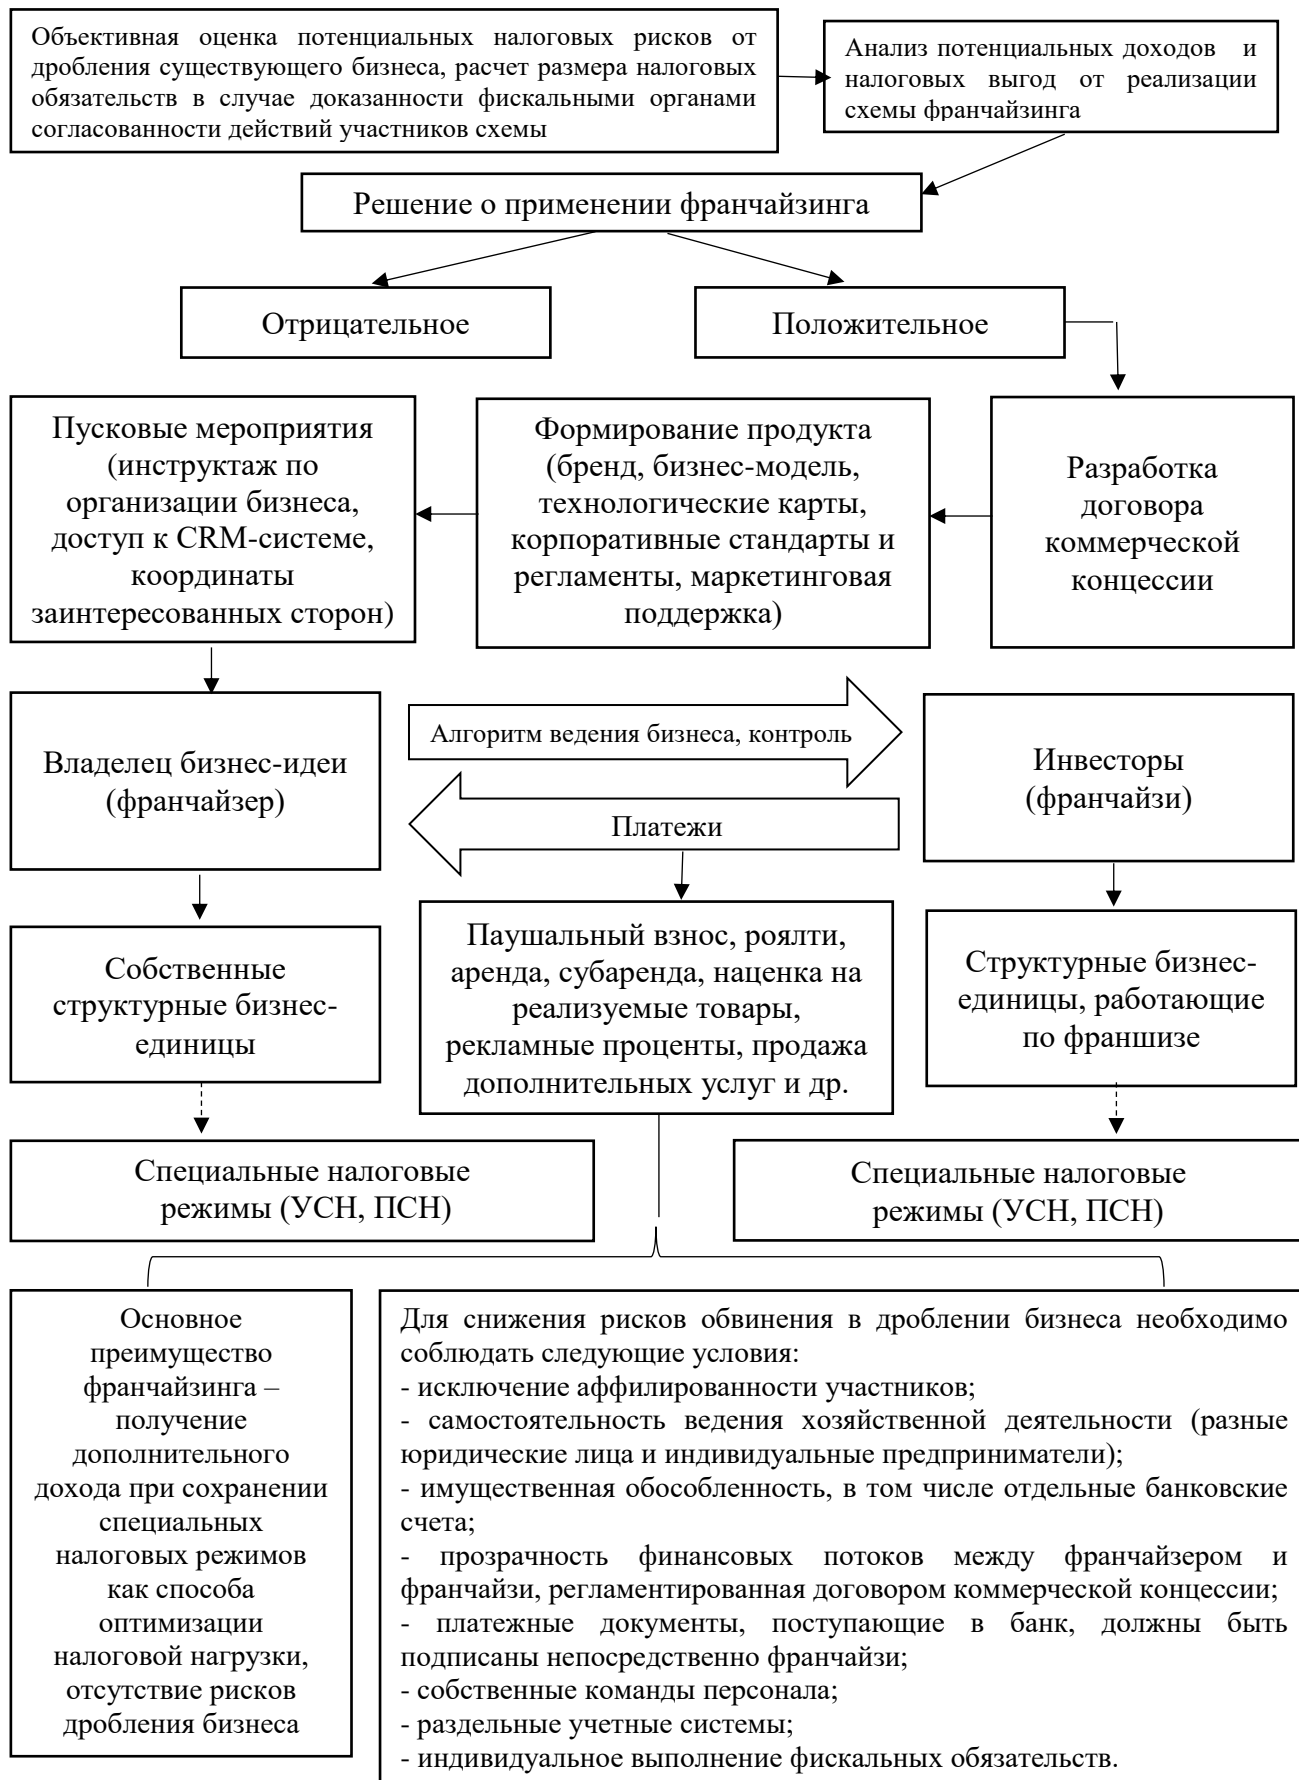 Объективная оценка потенциальных налоговых рисков от
дробления существующего бизнеса, расчет размера налоговых
обязательств в случае доказанности фискальными органами
согласованности действий участников схемы
Анализ потенциальных доходов и
налоговых выгод от реализации
схемы франчайзинга
Решение о применении франчайзинга
Отрицательное
Положительное
Пусковые мероприятия
(инструктаж по
организации бизнеса,
доступ к CRM-системе,
координаты
заинтересованных сторон)
Формирование продукта
(бренд, бизнес-модель,
технологические карты,
корпоративные стандарты и
регламенты, маркетинговая
поддержка)
Разработка
договора
коммерческой
концессии
Владелец бизнес-идеи
(франчайзер)
Алгоритм ведения бизнеса, контроль
Платежи
Инвесторы
(франчайзи)
Собственные
структурные бизнес-
единицы
Паушальный взнос, роялти,
аренда, субаренда, наценка на
реализуемые товары,
рекламные проценты, продажа
дополнительных услуг и др.
Структурные бизнес-
единицы, работающие
по франшизе
Специальные налоговые
режимы (УСН, ПСН)
Специальные налоговые
режимы (УСН, ПСН)
Основное
преимущество
франчайзинга –
получение
дополнительного
дохода при сохранении
специальных
налоговых режимов
как способа
оптимизации
налоговой нагрузки,
отсутствие рисков
дробления бизнеса
Для снижения рисков обвинения в дроблении бизнеса необходимо
соблюдать следующие условия:
- исключение аффилированности участников;
- самостоятельность ведения хозяйственной деятельности (разные
юридические лица и индивидуальные предприниматели);
- имущественная обособленность, в том числе отдельные банковские
счета;
- прозрачность финансовых потоков между франчайзером и
франчайзи, регламентированная договором коммерческой концессии;
- платежные документы, поступающие в банк, должны быть
подписаны непосредственно франчайзи;
- собственные команды персонала;
- раздельные учетные системы;
- индивидуальное выполнение фискальных обязательств.